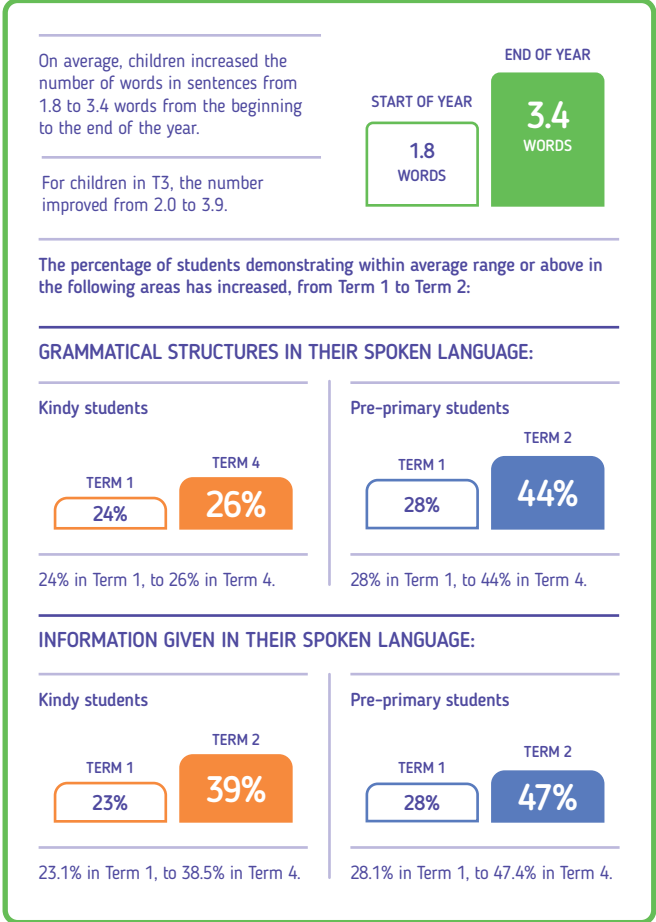 On average, children increased the
number of words in sentences from
1.8 to 3.4 words from the beginning
to the end of the year.
For children in T3, the number
improved from 2.0 to 3.9.
START OF YEAR
1.8
WORDS
END OF YEAR
3.4
WORDS
The percentage of students demonstrating within average range or above in
the following areas has increased, from Term 1 to Term 2:
GRAMMATICAL STRUCTURES IN THEIR SPOKEN LANGUAGE:
Kindy students
TERM 1
24%
TERM 4
26%
24% in Term 1, to 26% in Term 4.
Pre-primary students
TERM 1
28%
TERM 2
44%
28% in Term 1, to 44% in Term 4.
INFORMATION GIVEN IN THEIR SPOKEN LANGUAGE:
Kindy students
TERM 1
23%
TERM 2
39%
23.1% in Term 1, to 38.5% in Term 4.
Pre-primary students
TERM 1
28%
TERM 2
47%
28.1% in Term 1, to 47.4% in Term 4.